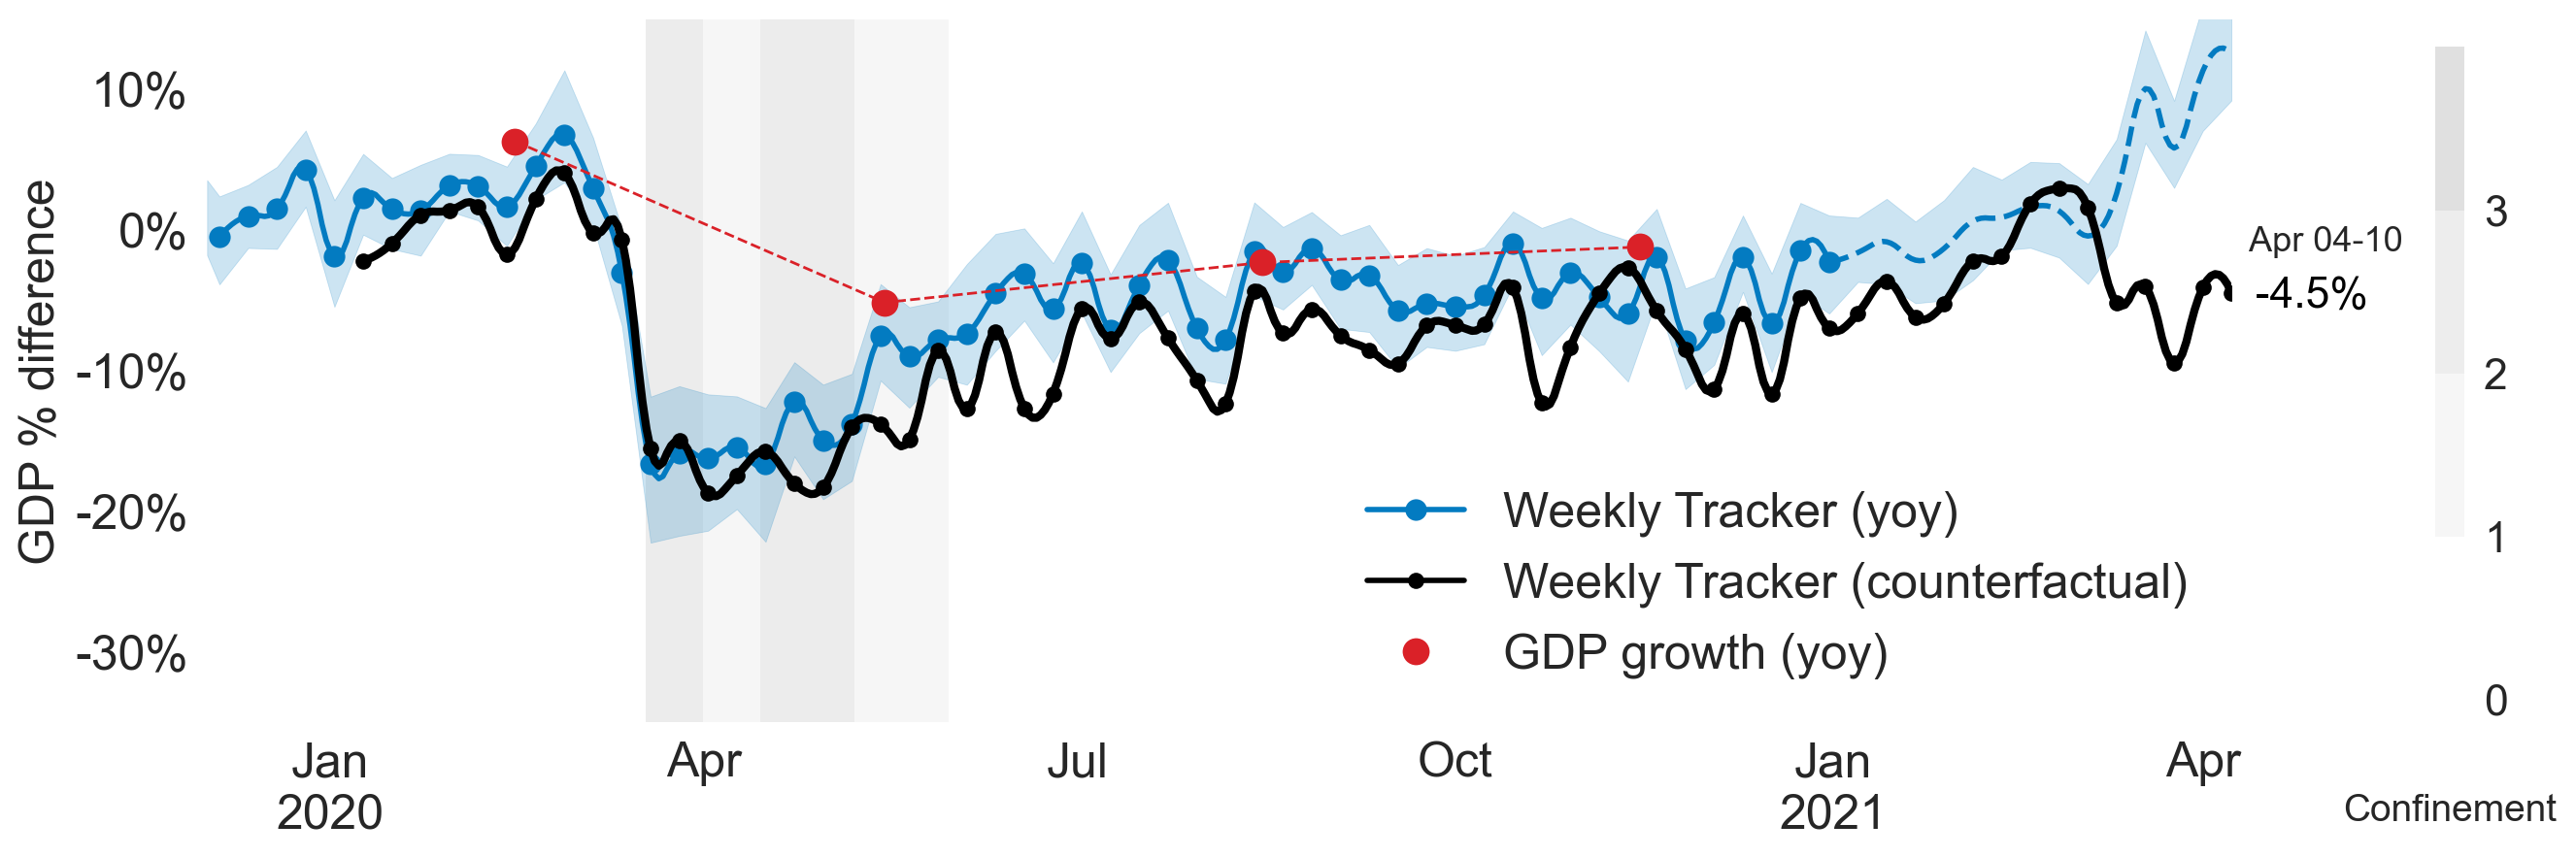 GDP % difference
10%
0%
-10%
-20%
-30%
Jan
2020
Apr
Jul
Oct
Jan
2021
Apr
Weekly Tracker (yoy)
Weekly Tracker (counterfactual)
GDP growth (yoy)
Apr 04-10
-4.5%
3
2
1
0
Confinement